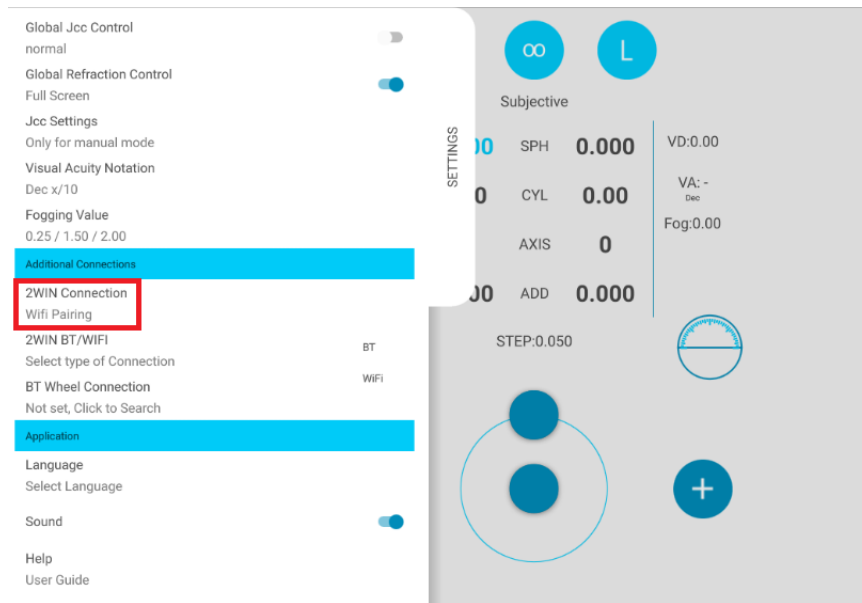 Global Jcc Control
normal
Global Refraction Control
Full Screen
Jcc Settings
Only for manual mode
Visual Acuity Notation
Dec x/10
Fogging Value
0.25 / 1.50 / 2.00
Additional Connections
2WIN Connection
Wifi Pairing
2WIN BT/WIFI
Select type of Connection
BT
WiFi
BT Wheel Connection
Not set, Click to Search
Application
Language
Select Language
Sound
Help
User Guide
SETTINGS
∞
L
Subjective
00 SPH 0.000
0 CYL 0.00
AXIS 0
00 ADD 0.000
VD:0.00
VA: -
Dec
Fog:0.00
STEP:0.050
+